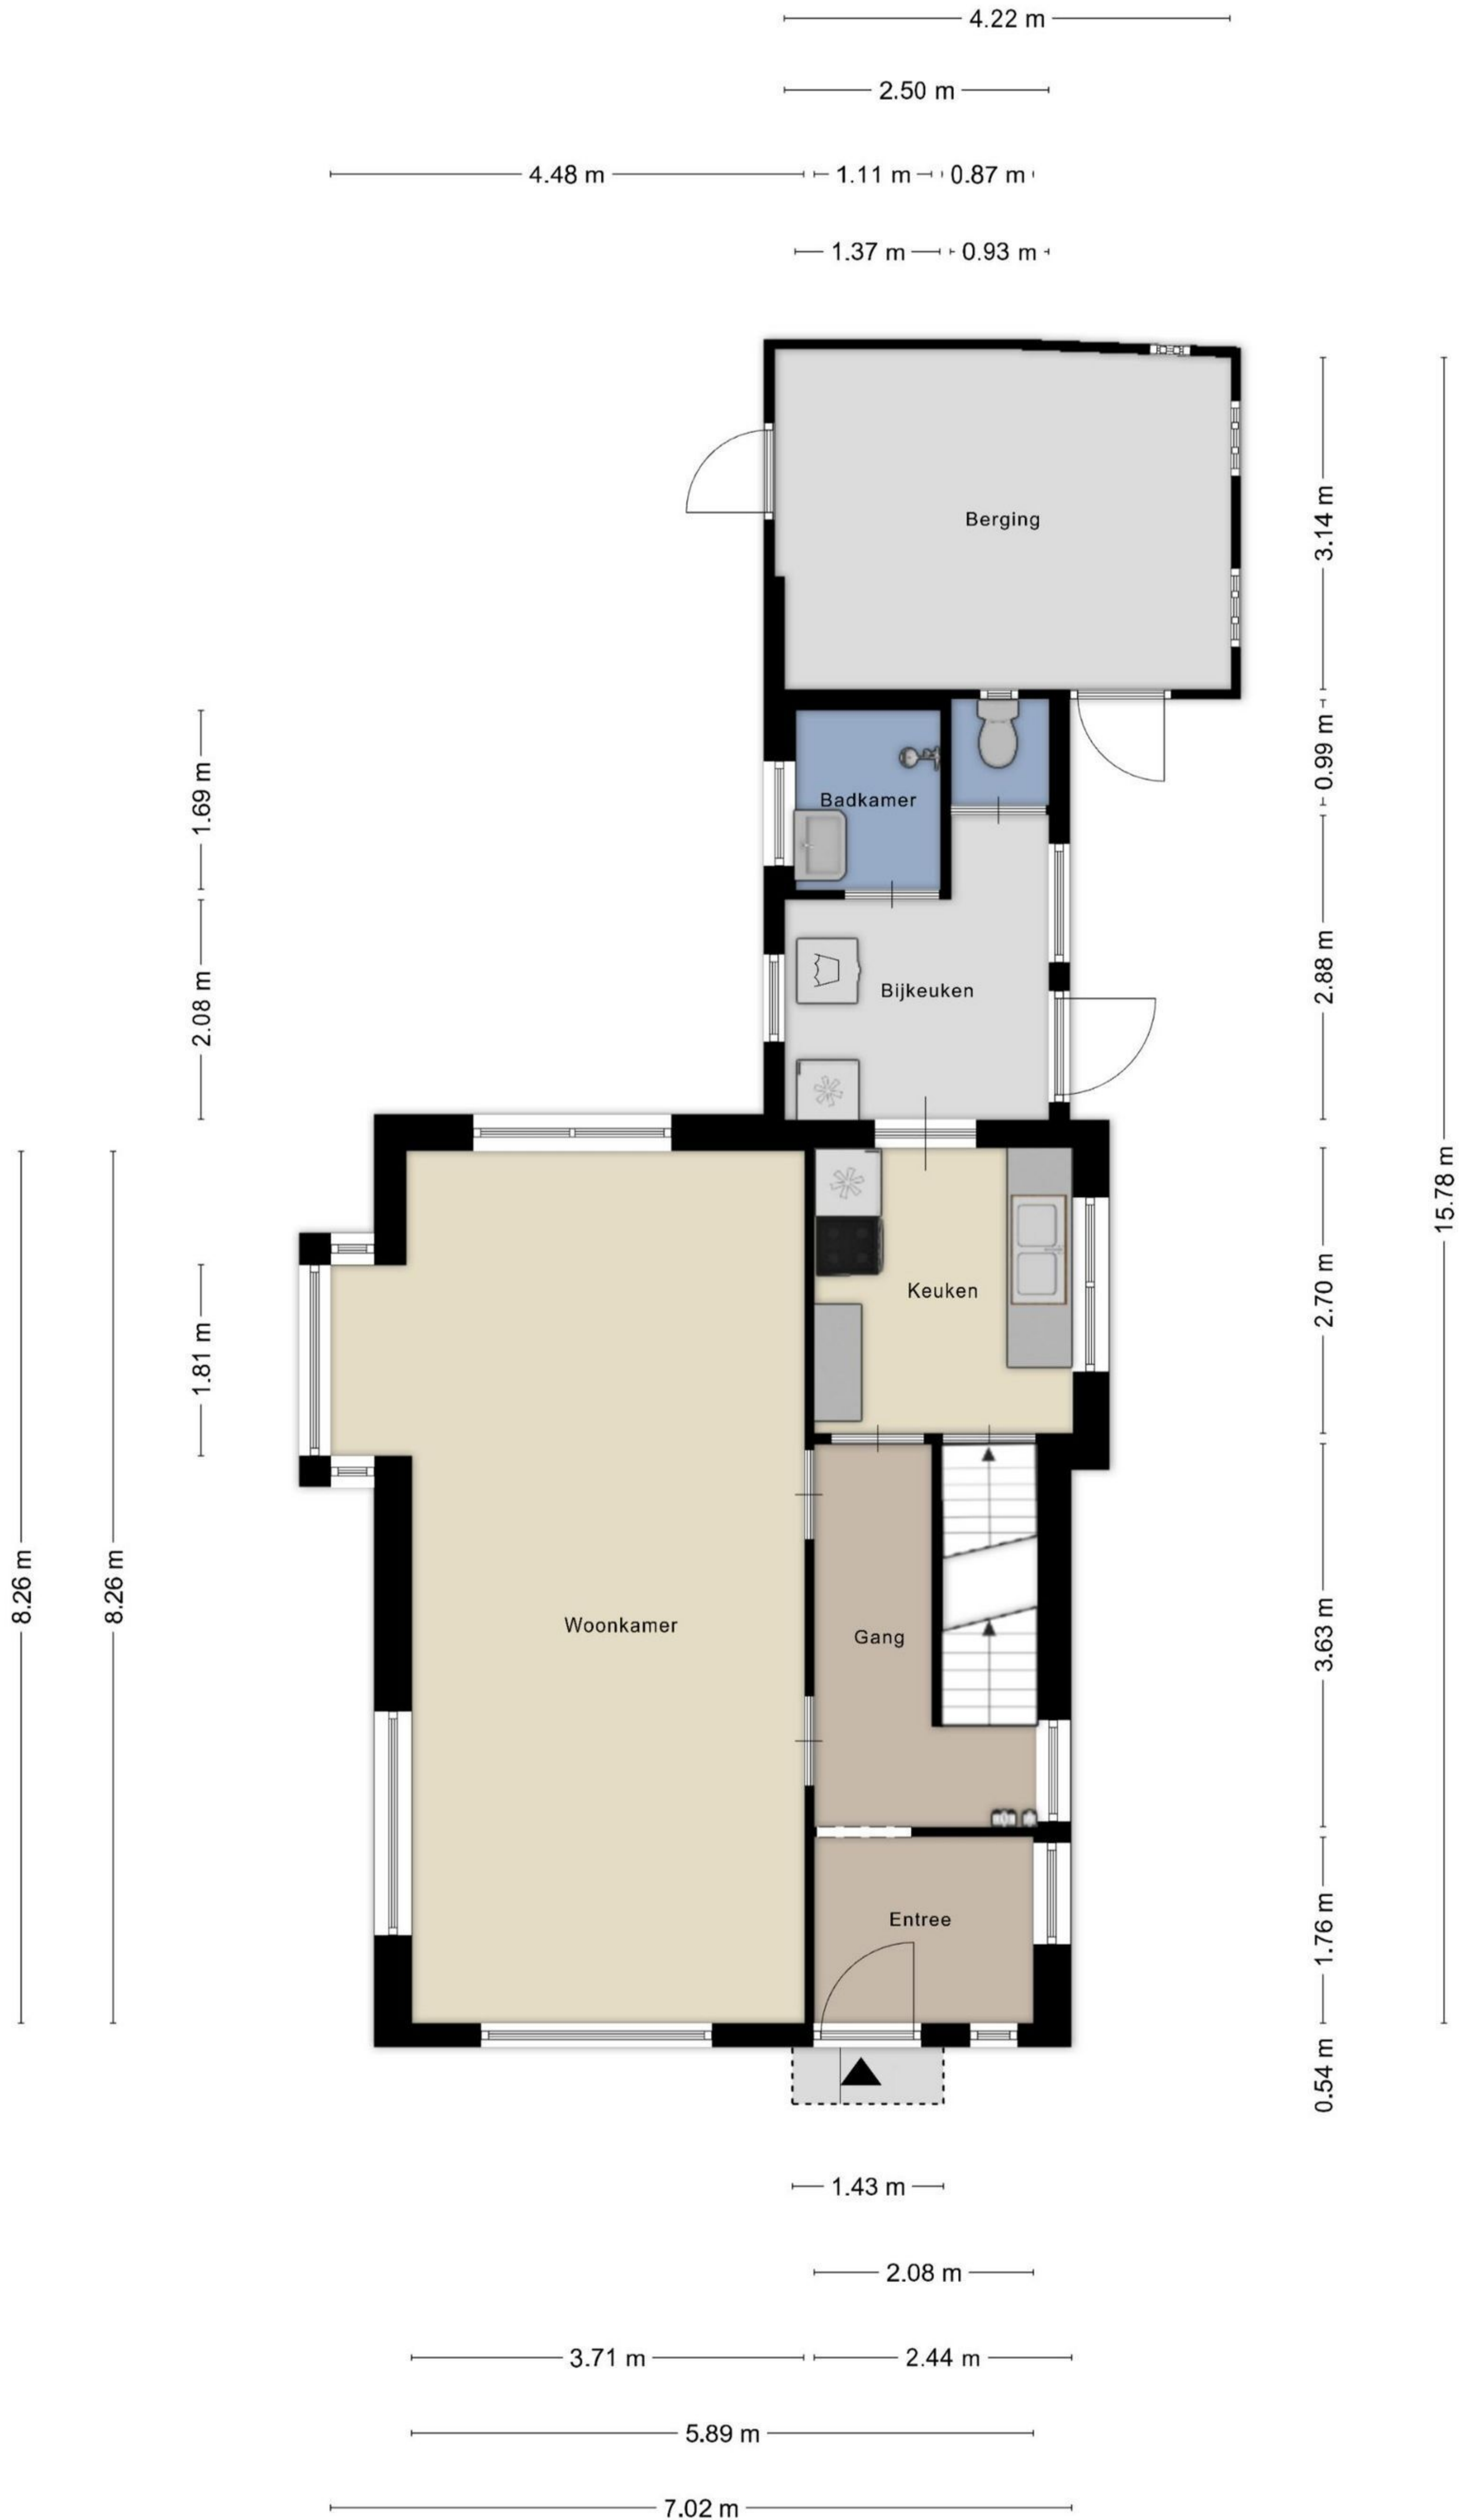 4.22 m
2.50 m
4.48 m
1.11 m
0.87 m
1.37 m
0.93 m
Berging
3.14 m
0.99 m
1.69 m
Badkamer
2.88 m
2.08 m
Bijkeuken
15.78 m
2.70 m
Keuken
1.81 m
8.26 m
8.26 m
Woonkamer
Gang
3.63 m
Entree
1.76 m
0.54 m
1.43 m
2.08 m
3.71 m
2.44 m
5.89 m
7.02 m